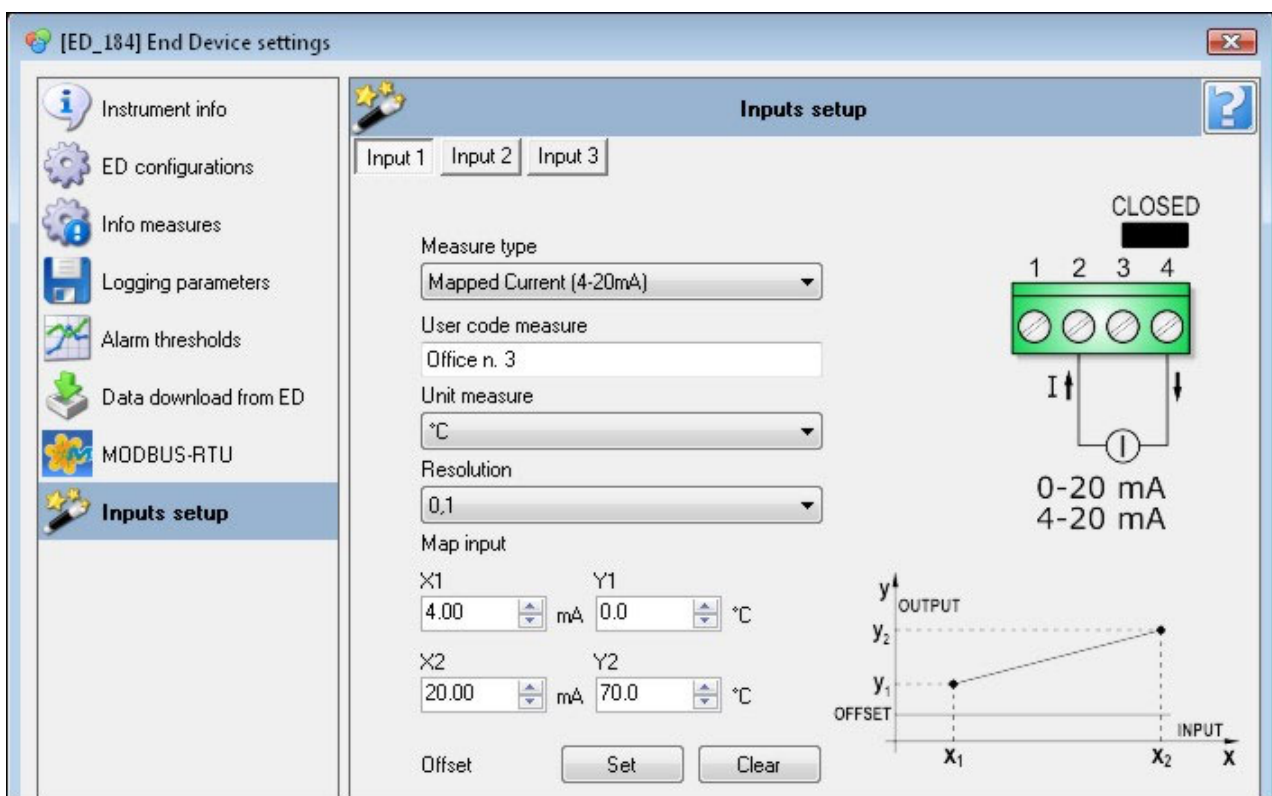 [ED_184] End Device settings
Instrument info
ED configurations
Info measures
Logging parameters
Alarm thresholds
Data download from ED
MODBUS-RTU
Inputs setup
Inputs setup
Input 1 Input 2 Input 3
Measure type
Mapped Current (4-20mA)
User code measure
Office n. 3
Unit measure
°C
Resolution
0,1
Map input
X1 Y1
4.00 mA 0.0 °C
X2 Y2
20.00 mA 70.0 °C
Offset Set Clear
CLOSED
1 2 3 4
I
0-20 mA
4-20 mA
y
OUTPUT
y2
y1
OFFSET
INPUT
x1 x2 x